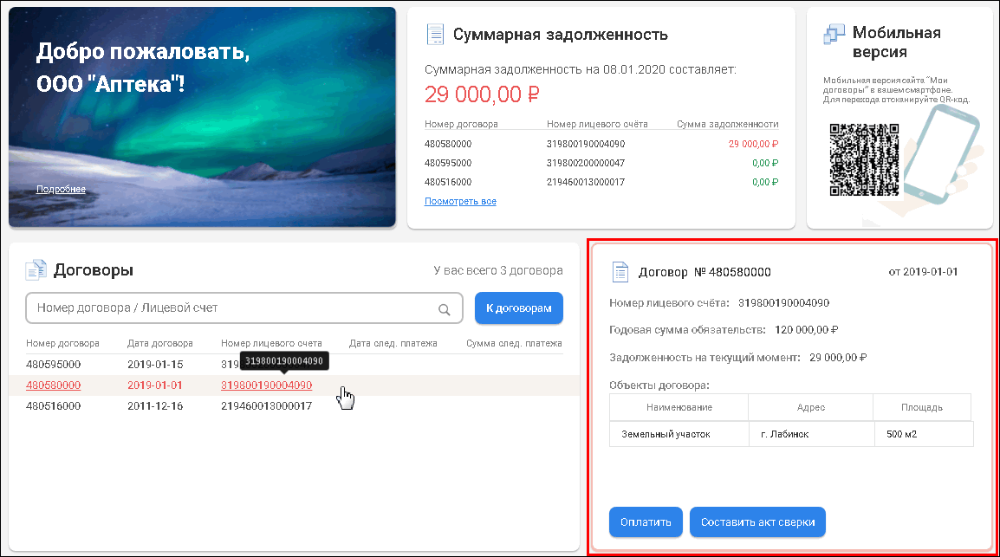 Добро пожаловать,
ООО "Аптека"!
Подробнее
Суммарная задолженность
Суммарная задолженность на 08.01.2020 составляет:
29 000,00 ₽
Номер договора Номер лицевого счёта Сумма задолженности
480580000 319800190004090 29 000,00 ₽
480595000 319800200000047 0,00 ₽
480516000 219460013000017 0,00 ₽
Посмотреть все
Мобильная
версия
Мобильная версия сайта "Мои
договоры" в вашем смартфоне.
Для перехода отсканируйте QR-код.
Договоры У вас всего 3 договора
Номер договора / Лицевой счет К договорам
Номер договора Дата договора Номер лицевого счета Дата след. платежа Сумма след. платежа
480595000 2019-01-15 319
319800190004090
480580000 2019-01-01 319800190004090
480516000 2011-12-16 219460013000017
Договор № 480580000 от 2019-01-01
Номер лицевого счёта: 319800190004090
Годовая сумма обязательств: 120 000,00 ₽
Задолженность на текущий момент: 29 000,00 ₽
Объекты договора:
Наименование Адрес Площадь
Земельный участок г. Лабинск 500 м2
Оплатить Составить акт сверки